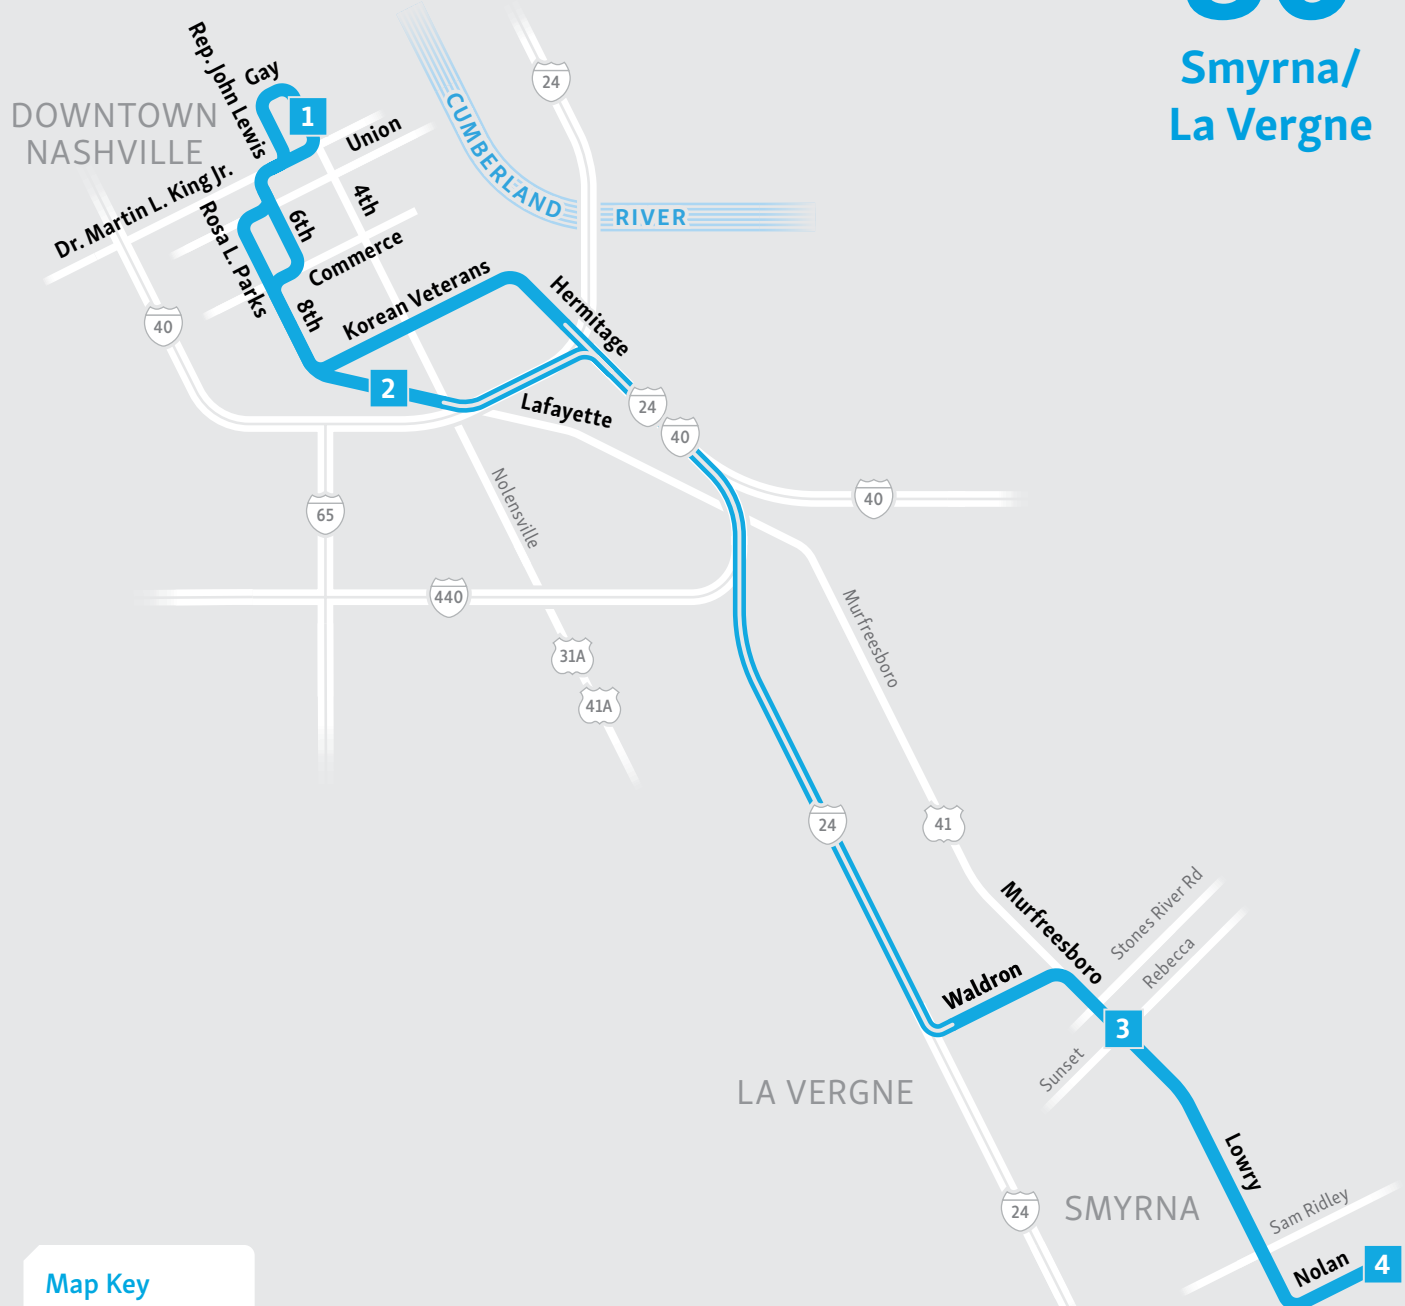 Smyrna/
La Vergne
DOWNTOWN
NASHVILLE
Rep. John Lewis
Gay
1
Union
Dr. Martin L. King Jr.
Rosa L. Parks
6th
4th
Commerce
8th
Korean Veterans
Hermitage
CUMBERLAND
RIVER
24
40
2
Lafayette
24
40
40
65
Nolensville
440
31A
41A
Murfreesboro
24
41
Murfreesboro
Stones River Rd
Rebecca
Waldron
3
Sunset
LA VERGNE
Lowry
24
SMYRNA
Sam Ridley
Nolan
4
Map Key